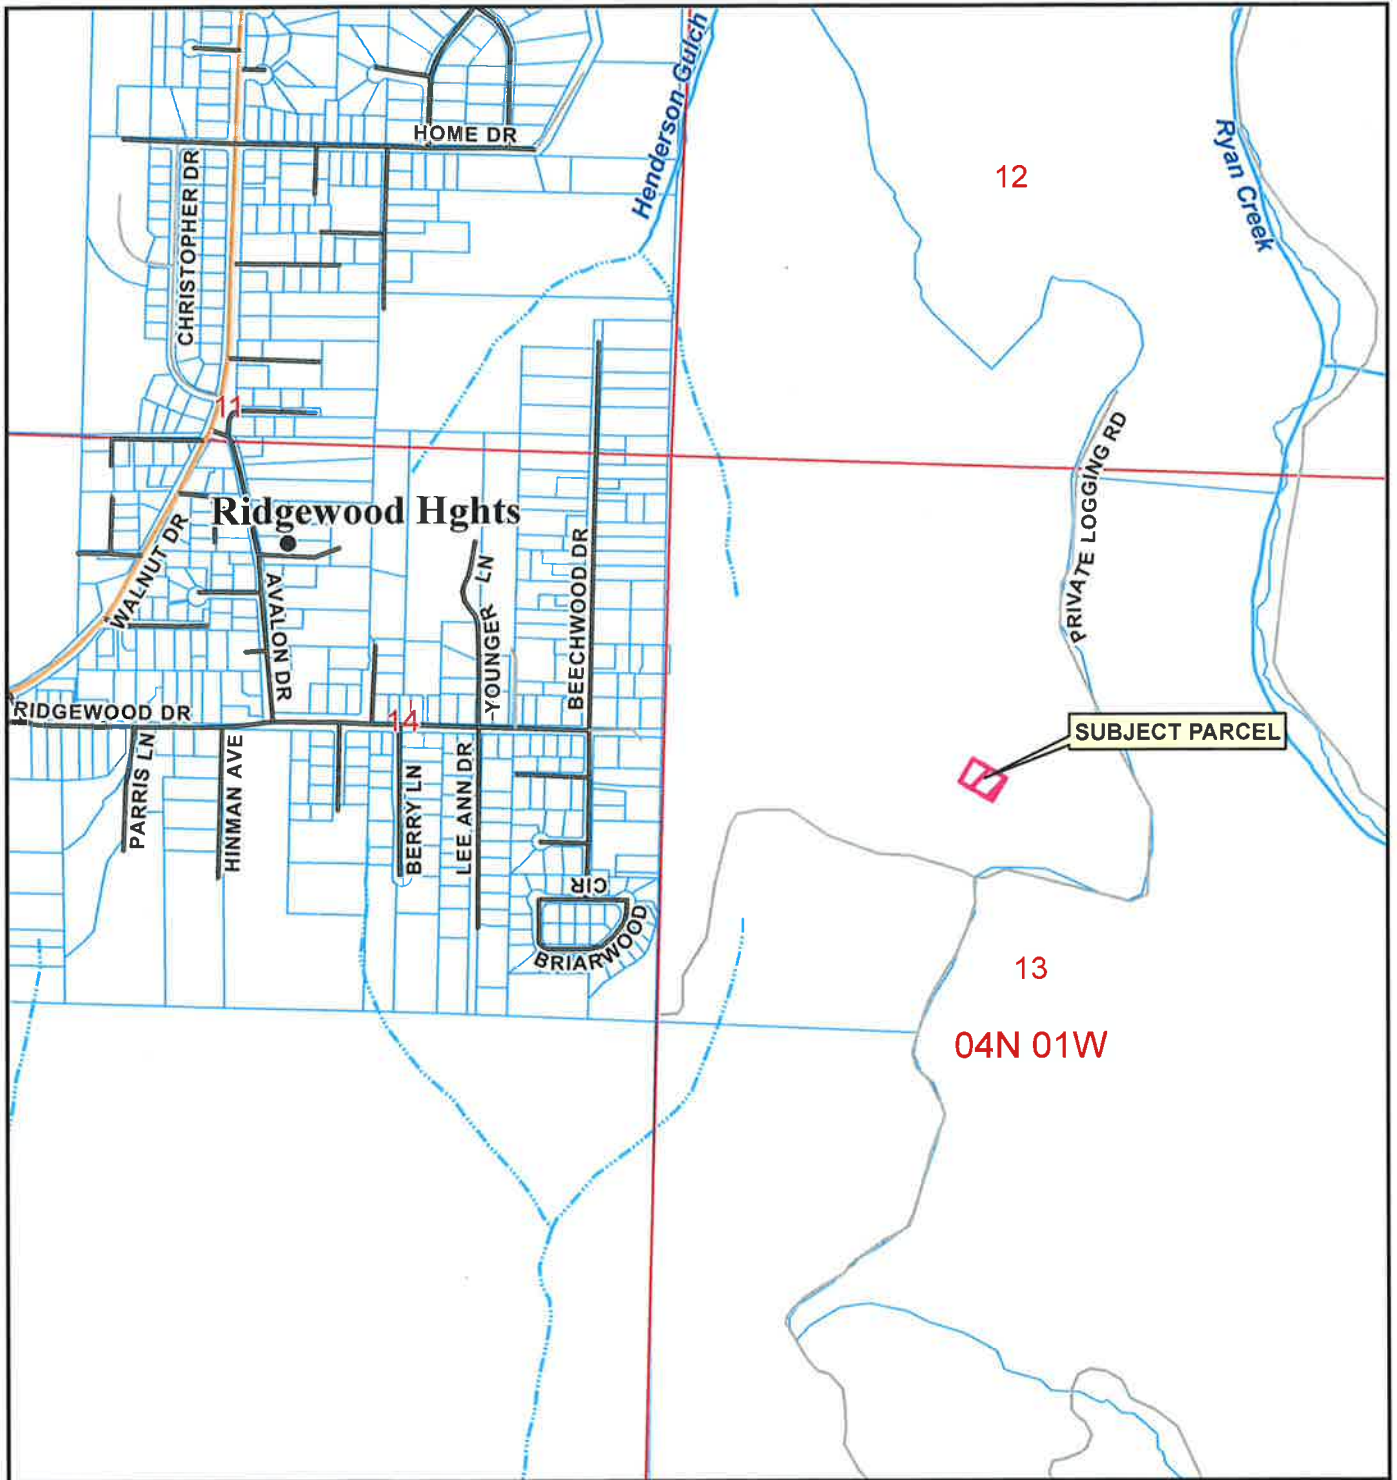 HOME DR
Henderson Gulch
12
Ryan Creek
CHRISTOPHER DR
11
PRIVATE LOGGING RD
Ridgewood Hghts
WALNUT DR
AVALON DR
YOUNGER LN
BEECHWOOD DR
RIDGEWOOD DR
14
SUBJECT PARCEL
PARRIS LN
HINMAN AVE
BERRY LN
LEE ANN DR
BRIARWOOD CIR
13
04N 01W